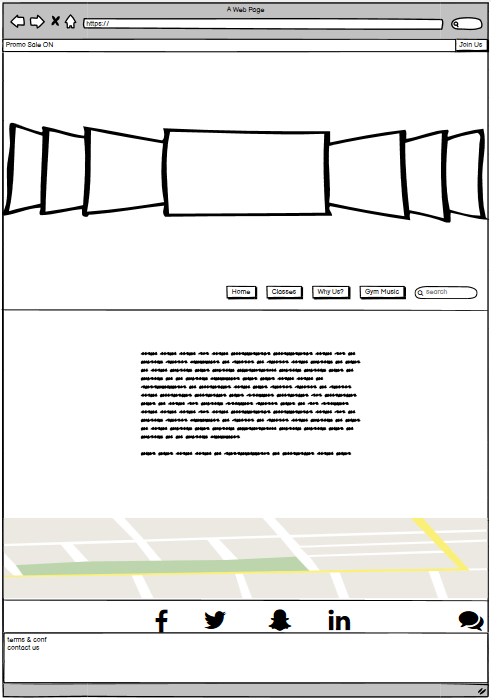 A Web Page
https://
Promo Sale ON
Join Us
Home Classes Why Us? Gym Music search
terms & conf
contact us